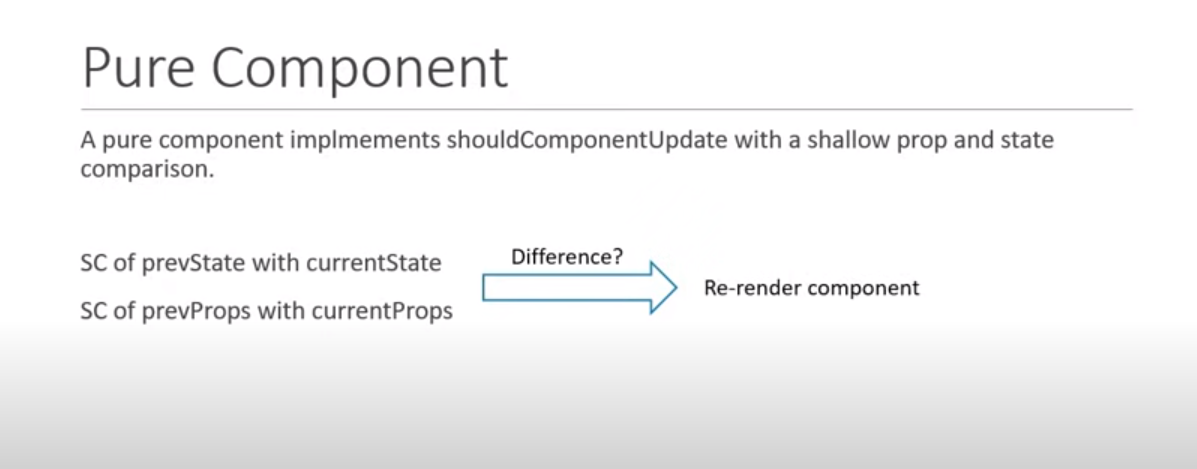 Pure Component
A pure component implmements shouldComponentUpdate with a shallow prop and state
comparison.
SC of prevState with currentState
SC of prevProps with currentProps
Difference?
Re-render component